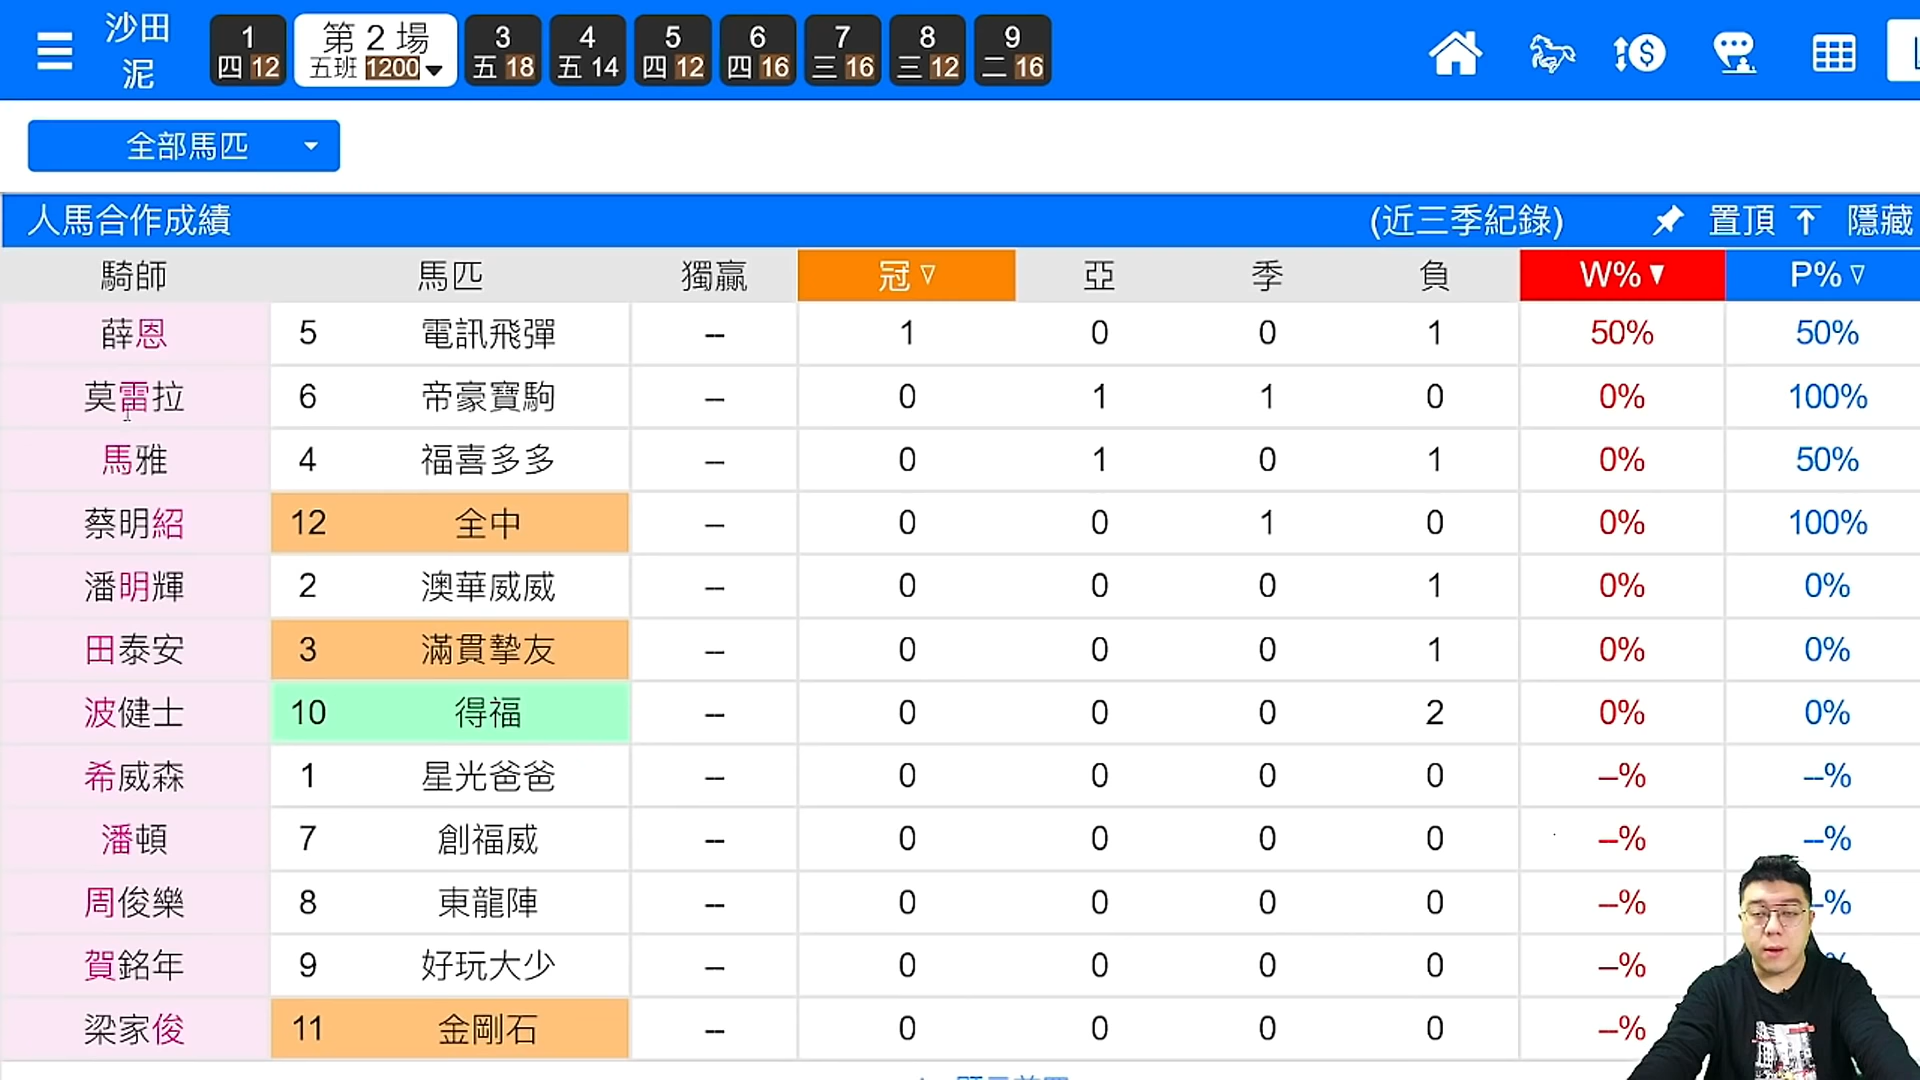 沙田 泥
1 四 12
第 2 場 五班 1200
3 五 18
4 五 14
5 四 12
6 四 16
7 三 16
8 三 12
9 二 16
全部馬匹
人馬合作成績 (近三季紀錄) 置頂 隱藏
騎師 馬匹 獨贏 冠 亞 季 負 W% P%
薛恩 5 電訊飛彈 -- 1 0 0 1 50% 50%
莫雷拉 6 帝豪寶駒 -- 0 1 1 0 0% 100%
馬雅 4 福喜多多 -- 0 1 0 1 0% 50%
蔡明紹 12 全中 -- 0 0 1 0 0% 100%
潘明輝 2 澳華威威 -- 0 0 0 1 0% 0%
田泰安 3 滿貫摯友 -- 0 0 0 1 0% 0%
波健士 10 得福 -- 0 0 0 2 0% 0%
希威森 1 星光爸爸 -- 0 0 0 0 --% --%
潘頓 7 創福威 -- 0 0 0 0 --% --%
周俊樂 8 東龍陣 -- 0 0 0 0 --% -%
賀銘年 9 好玩大少 -- 0 0 0 0 --% %
梁家俊 11 金剛石 -- 0 0 0 0 --%